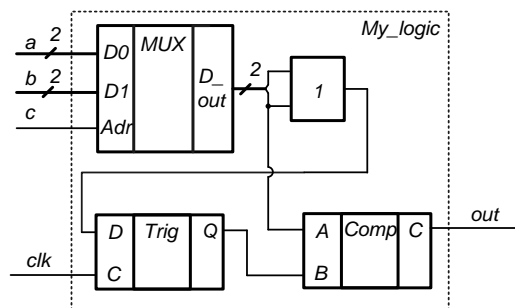 My_logic
a 2
b 2
c
D0 MUX
D1 D_
out
Adr
2
1
D Trig Q
C
clk
A Comp C
B
out